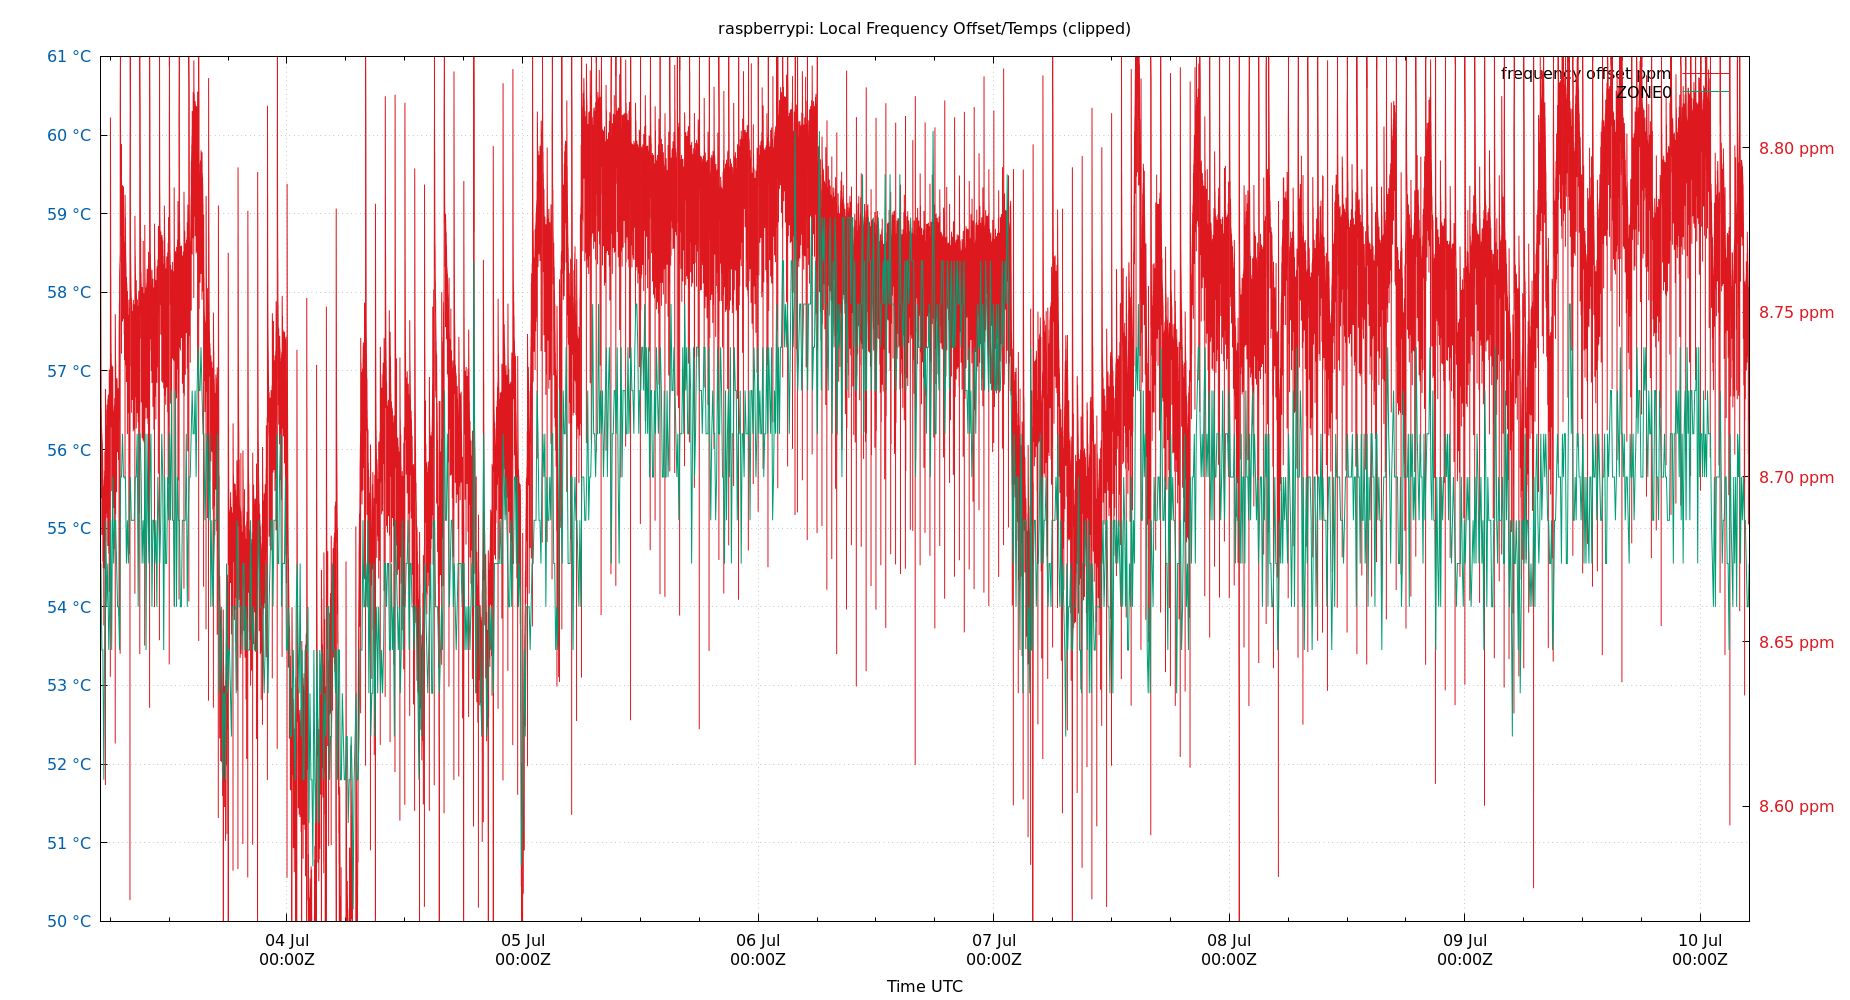 raspberrypi: Local Frequency Offset/Temps (clipped)
61 °C
60 °C
59 °C
58 °C
57 °C
56 °C
55 °C
54 °C
53 °C
52 °C
51 °C
50 °C
frequency offset ppm
ZONE0
8.80 ppm
8.75 ppm
8.70 ppm
8.65 ppm
8.60 ppm
04 Jul
00:00Z
05 Jul
00:00Z
06 Jul
00:00Z
07 Jul
00:00Z
08 Jul
00:00Z
09 Jul
00:00Z
10 Jul
00:00Z
Time UTC